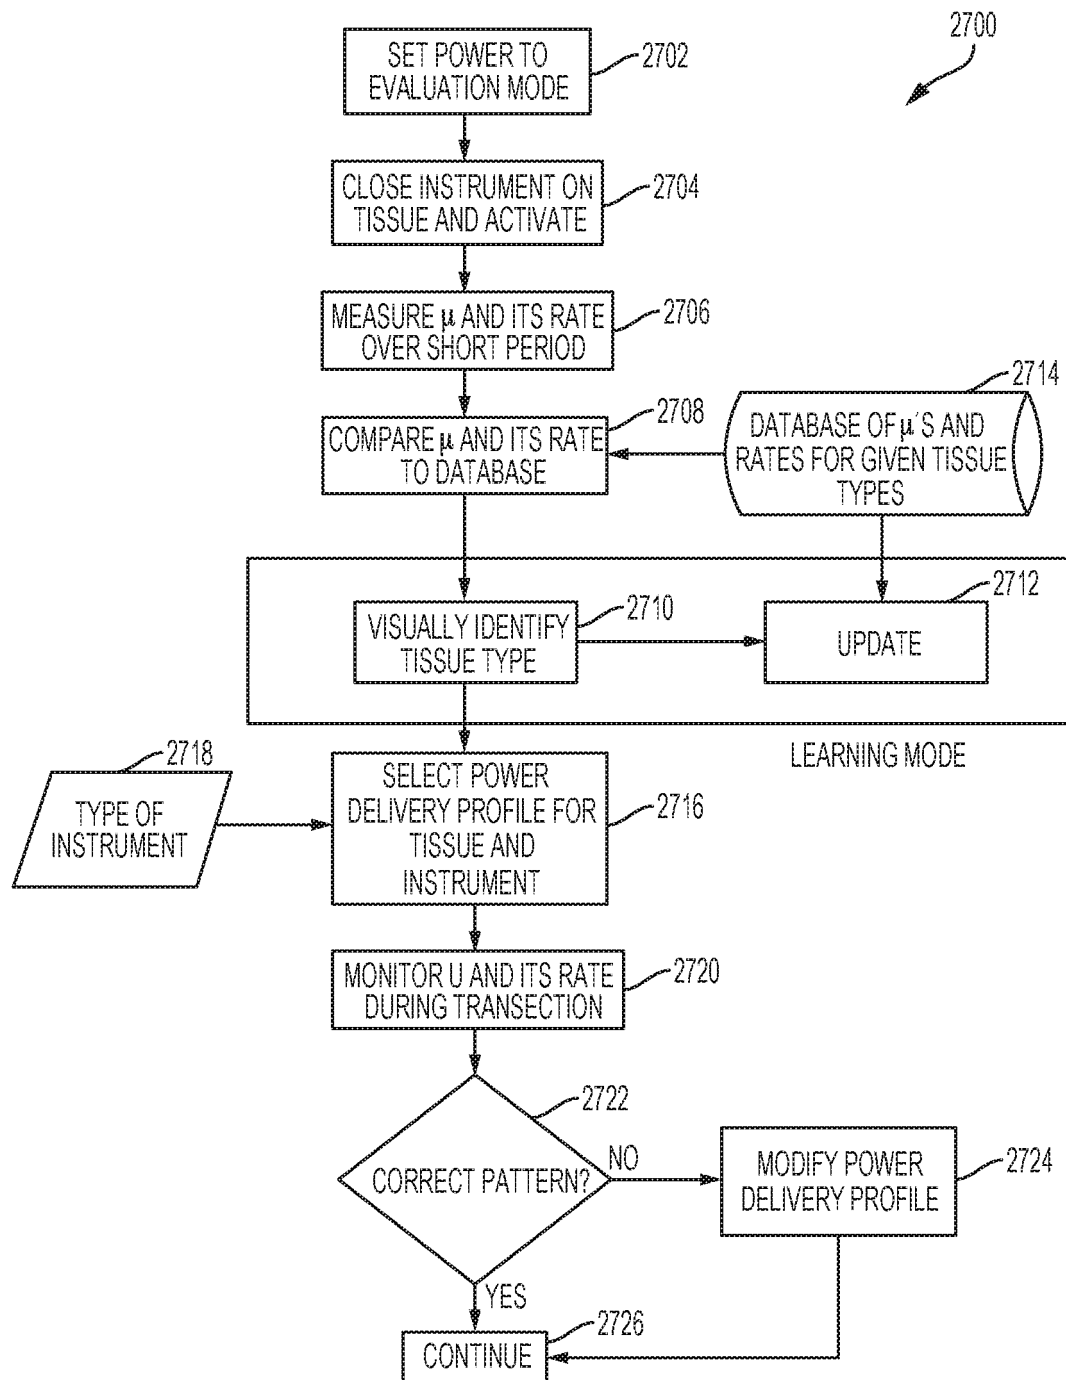 2700
SET POWER TO
EVALUATION MODE
2702
CLOSE INSTRUMENT ON
TISSUE AND ACTIVATE
2704
MEASURE μ AND ITS RATE
OVER SHORT PERIOD
2706
COMPARE μ AND ITS RATE
TO DATABASE
2708
DATABASE OF μ'S AND
RATES FOR GIVEN TISSUE
TYPES
2714
VISUALLY IDENTIFY
TISSUE TYPE
2710
UPDATE
2712
LEARNING MODE
2718
TYPE OF
INSTRUMENT
SELECT POWER
DELIVERY PROFILE FOR
TISSUE AND
INSTRUMENT
2716
MONITOR U AND ITS RATE
DURING TRANSECTION
2720
CORRECT PATTERN?
2722
NO
MODIFY POWER
DELIVERY PROFILE
2724
YES
CONTINUE
2726